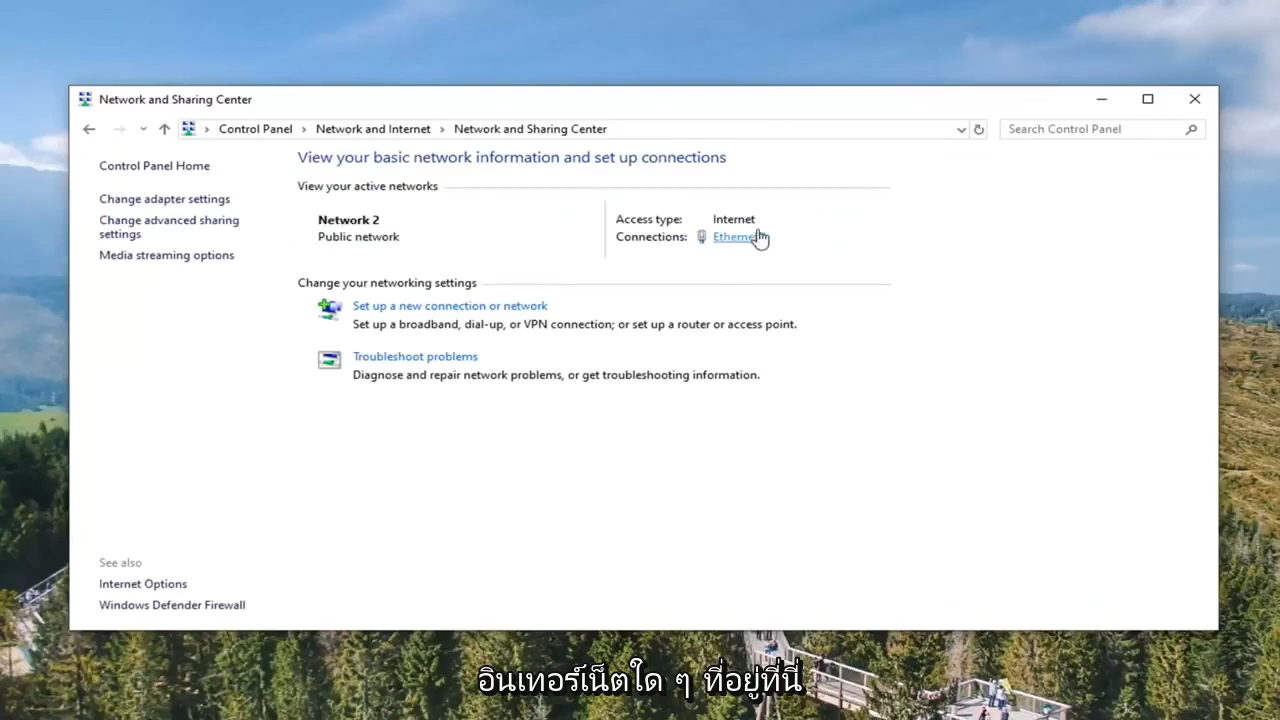 Network and Sharing Center
Control Panel > Network and Internet > Network and Sharing Center
Search Control Panel
Control Panel Home
Change adapter settings
Change advanced sharing
settings
Media streaming options
View your basic network information and set up connections
View your active networks
Network 2
Public network
Access type: Internet
Connections: Ethernet
Change your networking settings
Set up a new connection or network
Set up a broadband, dial-up, or VPN connection; or set up a router or access point.
Troubleshoot problems
Diagnose and repair network problems, or get troubleshooting information.
See also
Internet Options
Windows Defender Firewall
อินเทอร์เน็ตใด ๆ ที่อยู่ที่นี่